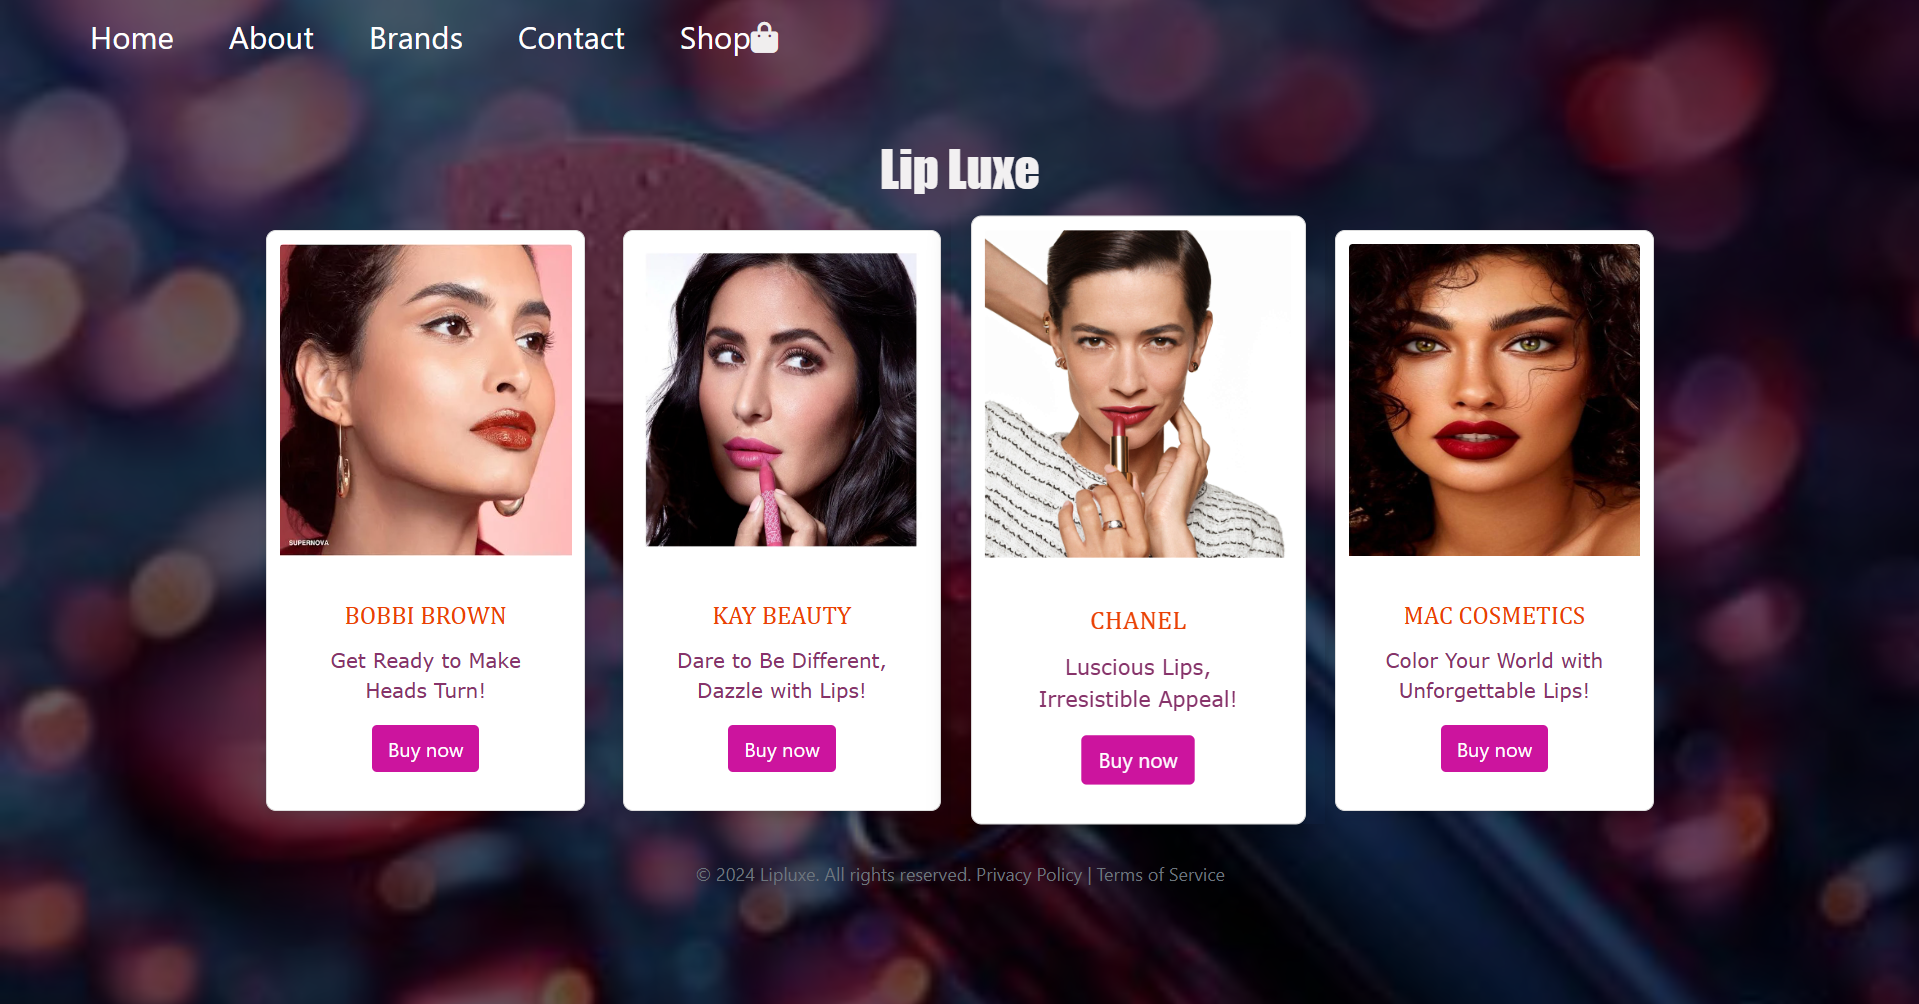 Home About Brands Contact Shop
Lip Luxe
SUPERNOVA
BOBBI BROWN
Get Ready to Make
Heads Turn!
Buy now
KAY BEAUTY
Dare to Be Different,
Dazzle with Lips!
Buy now
CHANEL
Luscious Lips,
Irresistible Appeal!
Buy now
MAC COSMETICS
Color Your World with
Unforgettable Lips!
Buy now
© 2024 Lipluxe. All rights reserved. Privacy Policy | Terms of Service